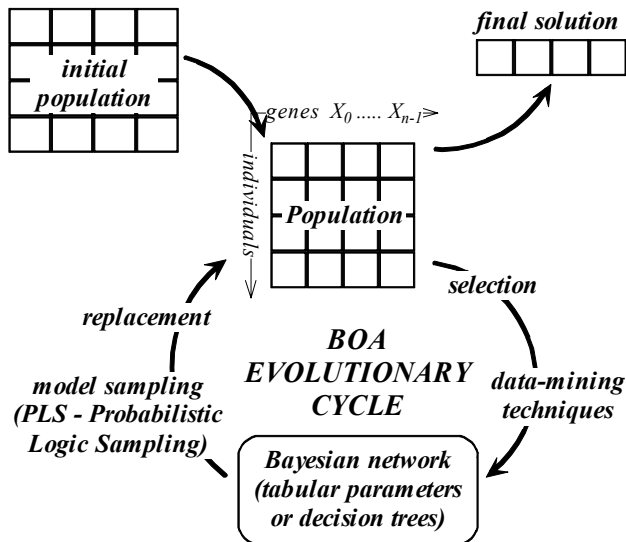 initial
population
final solution
genes X0 ..... Xn-1
individuals
Population
selection
replacement
BOA
EVOLUTIONARY
CYCLE
data-mining
techniques
model sampling
(PLS - Probabilistic
Logic Sampling)
Bayesian network
(tabular parameters
or decision trees)